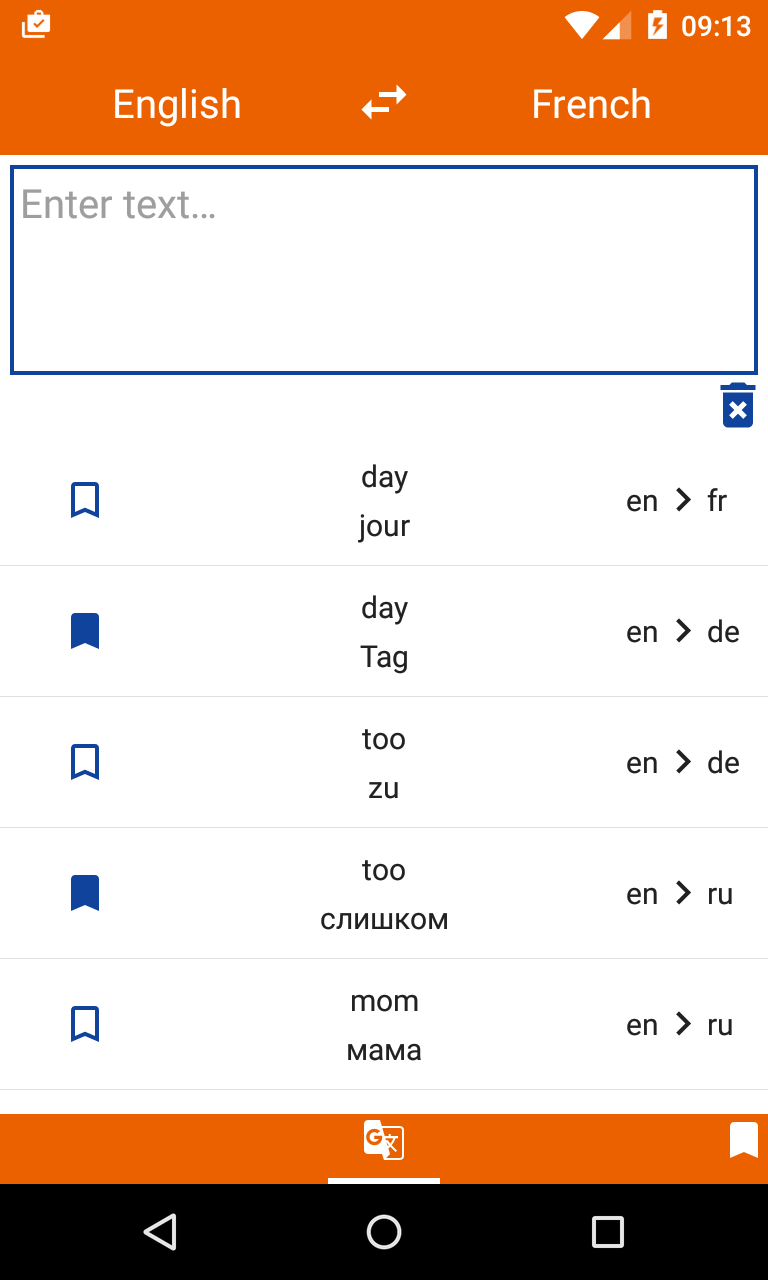 09:13
English French
Enter text...
day
jour
en fr
day
Tag
en de
too
zu
en de
too
слишком
en ru
mom
мама
en ru
G 文